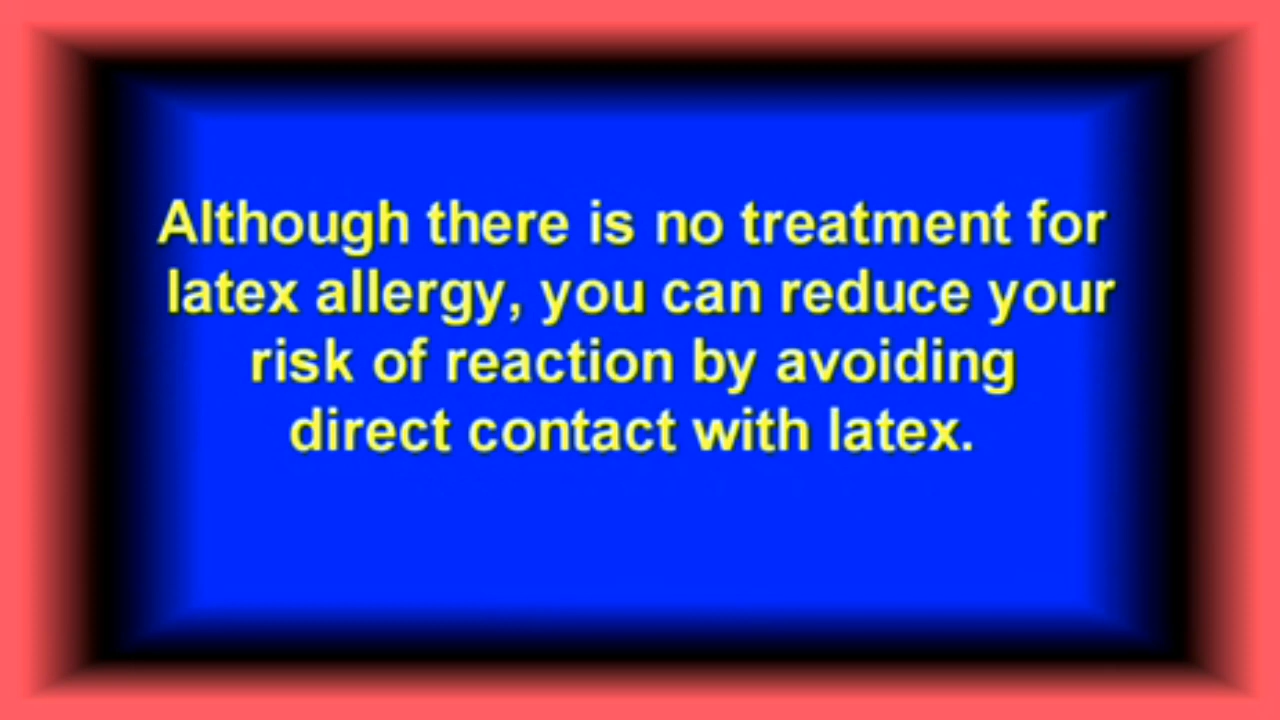 Although there is no treatment for
latex allergy, you can reduce your
risk of reaction by avoiding
direct contact with latex.